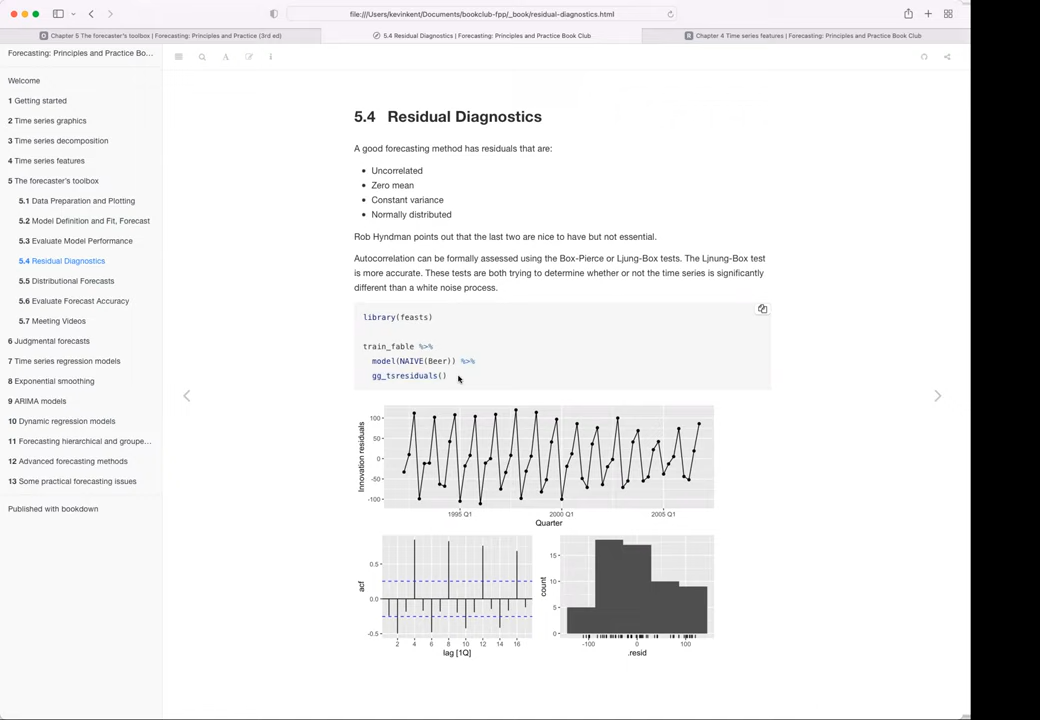 file:///Users/kevinkent/Documents/bookclub-fpp/_book/residual-diagnostics.html
Chapter 5 The forecaster's toolbox | Forecasting: Principles and Practice (3rd ed)
5.4 Residual Diagnostics | Forecasting: Principles and Practice Book Club
Chapter 4 Time series features | Forecasting: Principles and Practice Book Club
Forecasting: Principles and Practice Bo...
Welcome
1 Getting started
2 Time series graphics
3 Time series decomposition
4 Time series features
5 The forecaster's toolbox
5.1 Data Preparation and Plotting
5.2 Model Definition and Fit, Forecast
5.3 Evaluate Model Performance
5.4 Residual Diagnostics
5.5 Distributional Forecasts
5.6 Evaluate Forecast Accuracy
5.7 Meeting Videos
6 Judgmental forecasts
7 Time series regression models
8 Exponential smoothing
9 ARIMA models
10 Dynamic regression models
11 Forecasting hierarchical and groupe...
12 Advanced forecasting methods
13 Some practical forecasting issues
Published with bookdown
5.4 Residual Diagnostics
A good forecasting method has residuals that are:
Uncorrelated
Zero mean
Constant variance
Normally distributed
Rob Hyndman points out that the last two are nice to have but not essential.
Autocorrelation can be formally assessed using the Box-Pierce or Ljung-Box tests. The Ljnung-Box test
is more accurate. These tests are both trying to determine whether or not the time series is significantly
different than a white noise process.
library(feasts)
train_fable %>%
model(NAIVE(Beer)) %>%
gg_tsresiduals()
Innovation residuals
100
50
0
-50
-100
1995 Q1 2000 Q1 2005 Q1
Quarter
acf
0.5
0.0
-0.5
2 4 6 8 10 12 14 16
lag [1Q]
count
15
10
5
0
-100 0 100
.resid